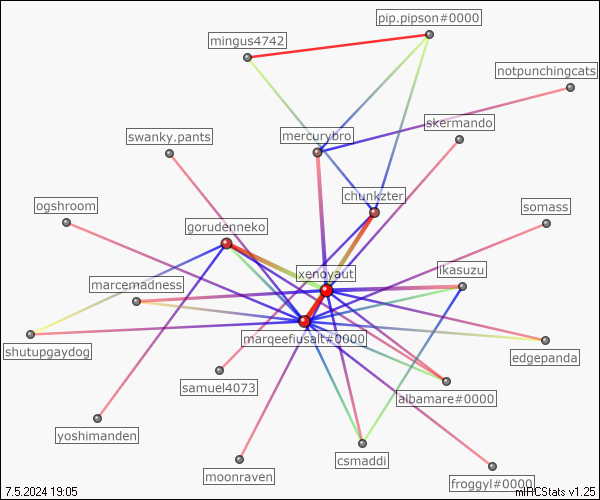 pip.pipson#0000
mingus4742
notpunchingcats
skermando
swanky.pants
mercurybro
chunkzter
ogshroom
somass
gorudenneko
xenoyaut
ikasuzu
marcemadness
marqeefiusalt#0000
shutupgaydog
edgepanda
samuel4073
albamare#0000
yoshimanden
csmaddi
moonraven
froggyl#0000
7.5.2024 19:05
mIRCStats v1.25